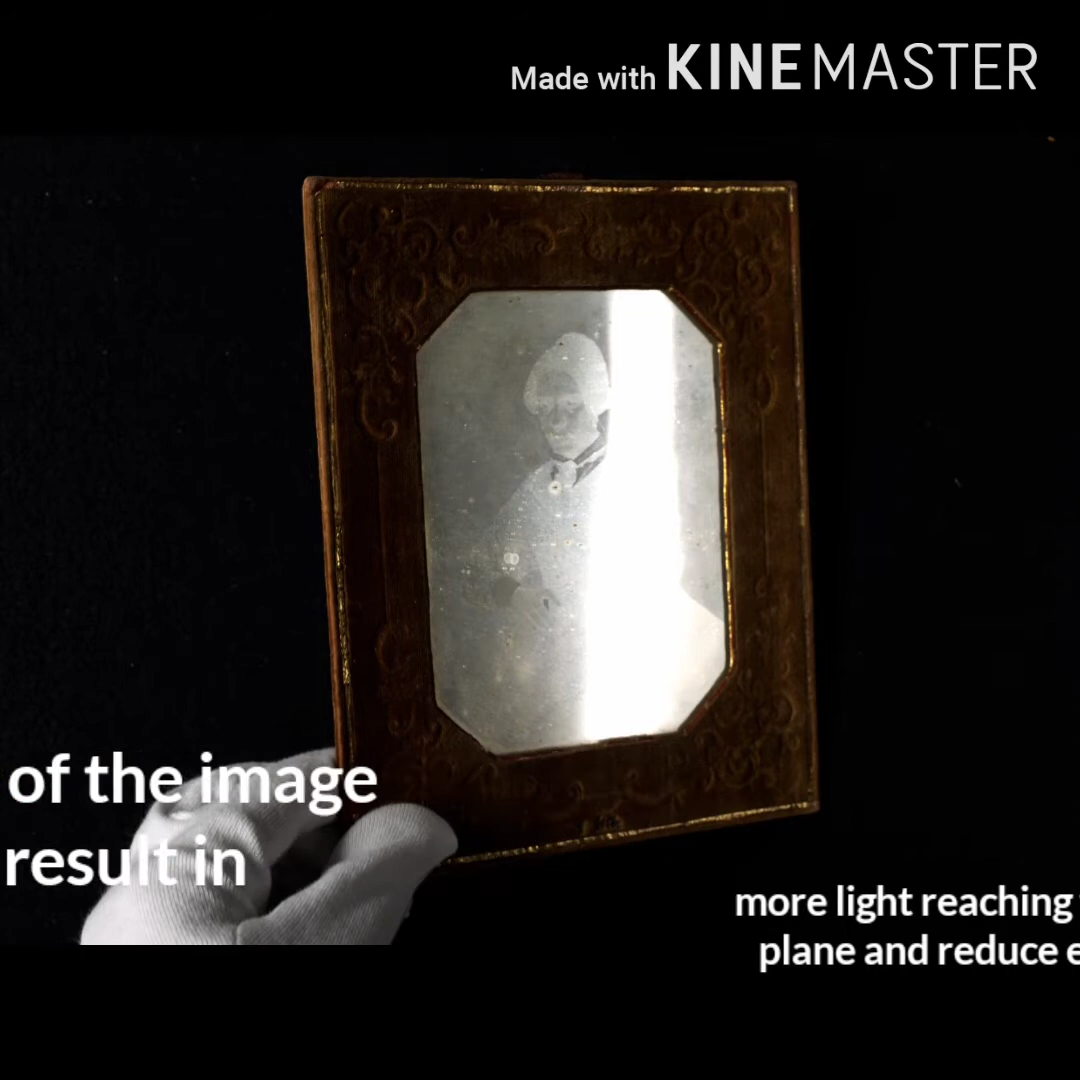 Made with KINEMASTER
of the image
result in
more light reaching
plane and reduce